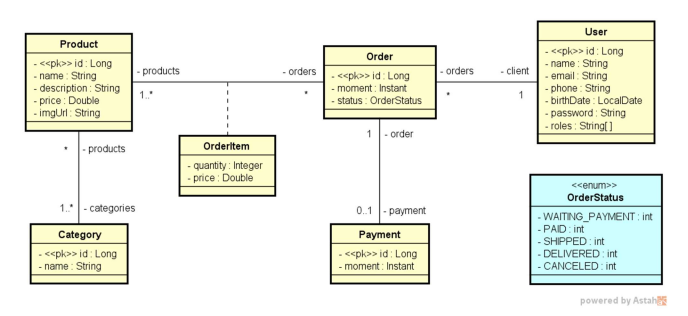 Product
- <<pk>> id : Long
- name : String
- description : String
- price : Double
- imgUrl : String
- products
1..*
- orders
*
Order
- <<pk>> id : Long
- moment : Instant
- status : OrderStatus
- orders
*
- client
1
User
- <<pk>> id : Long
- name : String
- email : String
- phone : String
- birthDate : LocalDate
- password : String
- roles : String[ ]
OrderItem
- quantity : Integer
- price : Double
* - products
1..* - categories
Category
- <<pk>> id : Long
- name : String
1 - order
0..1 - payment
Payment
- <<pk>> id : Long
- moment : Instant
<<enum>>
OrderStatus
- WAITING_PAYMENT : int
- PAID : int
- SHIPPED : int
- DELIVERED : int
- CANCELED : int
powered by Astah